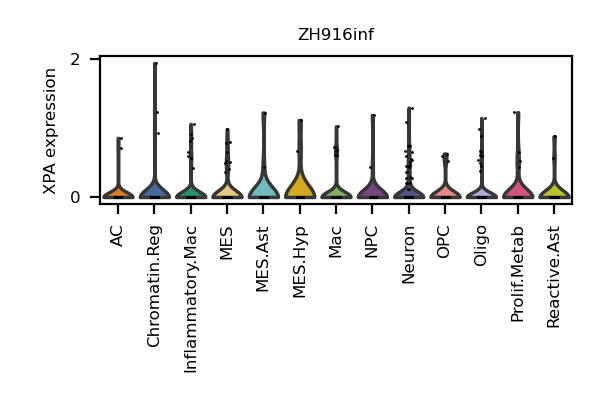 ZH916inf
XPA expression
2
0
AC
Chromatin.Reg
Inflammatory.Mac
MES
MES.Ast
MES.Hyp
Mac
NPC
Neuron
OPC
Oligo
Prolif.Metab
Reactive.Ast